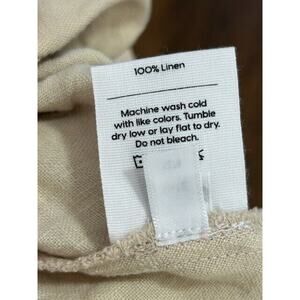 100% Linen
Machine wash cold
with like colors. Tumble
dry low or lay flat to dry.
Do not bleach.